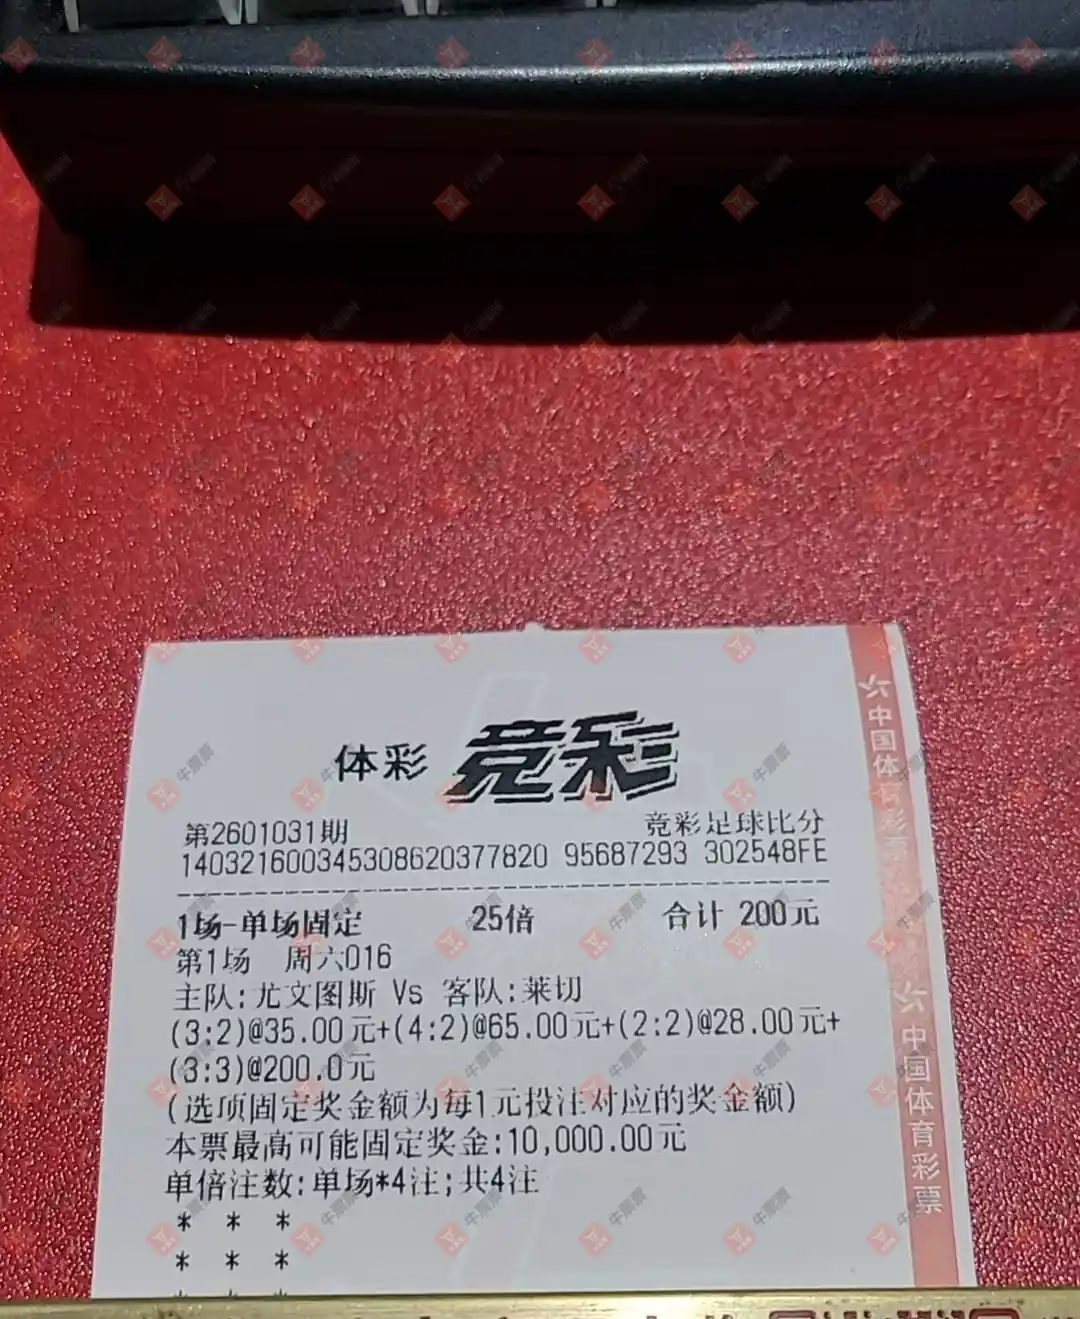 体彩 竞彩
第2601031期 竞彩足球比分
140321600345308620377820 95687293 302548FE
1场-单场固定 25倍 合计 200元
第1场 周六016
主队:尤文图斯 Vs 客队:莱切
(3:2)@35.00元+(4:2)@65.00元+(2:2)@28.00元+
(3:3)@200.0元
(选项固定奖金额为每1元投注对应的奖金额)
本票最高可能固定奖金:10,000.00元
单倍注数:单场*4注;共4注
* * *
* * *
中国体育彩票
中国体育彩票
牛票票